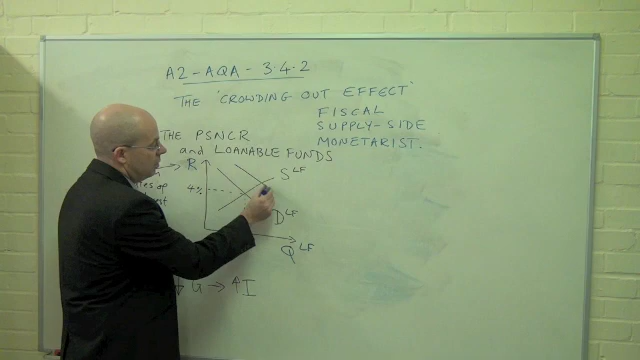 A2 - AQA - 3.4.2
THE 'CROWDING OUT EFFECT'
FISCAL
SUPPLY-SIDE
MONETARIST.
THE PSNCR
and LOANABLE FUNDS
R
S LF
4%
D LF
Q LF
G → ↑ I